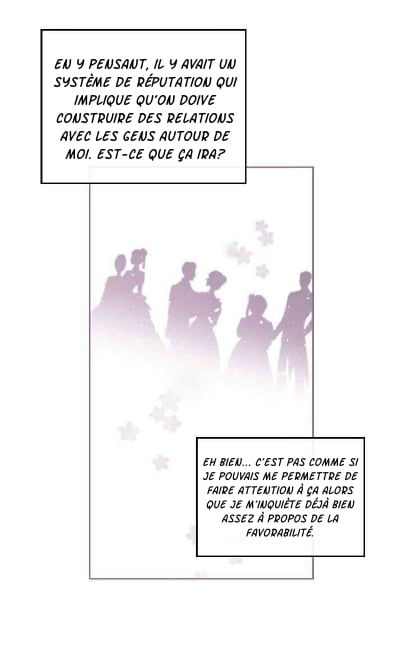 EN Y PENSANT, IL Y AVAIT UN
SYSTÈME DE RÉPUTATION QUI
IMPLIQUE QU'ON DOIVE
CONSTRUIRE DES RELATIONS
AVEC LES GENS AUTOUR DE
MOI. EST-CE QUE ÇA IRA?
EH BIEN... C'EST PAS COMME SI
JE POUVAIS ME PERMETTRE DE
FAIRE ATTENTION À ÇA ALORS
QUE JE M'INQUIÈTE DÉJÀ BIEN
ASSEZ À PROPOS DE LA
FAVORABILITÉ.